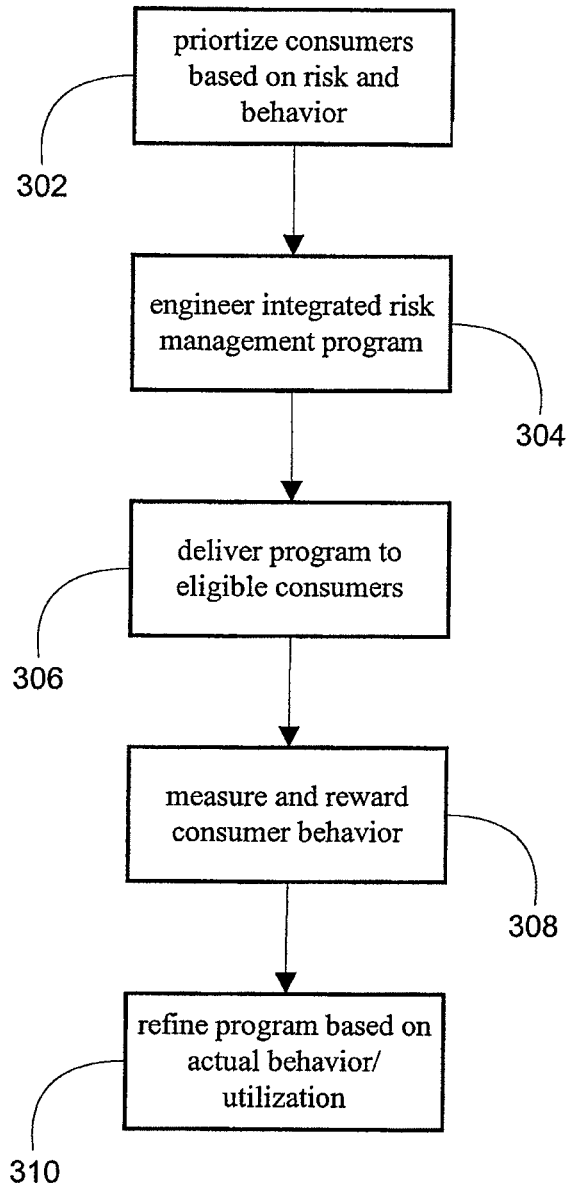 priortize consumers
based on risk and
behavior
302
engineer integrated risk
management program
304
deliver program to
eligible consumers
306
measure and reward
consumer behavior
308
refine program based on
actual behavior/
utilization
310